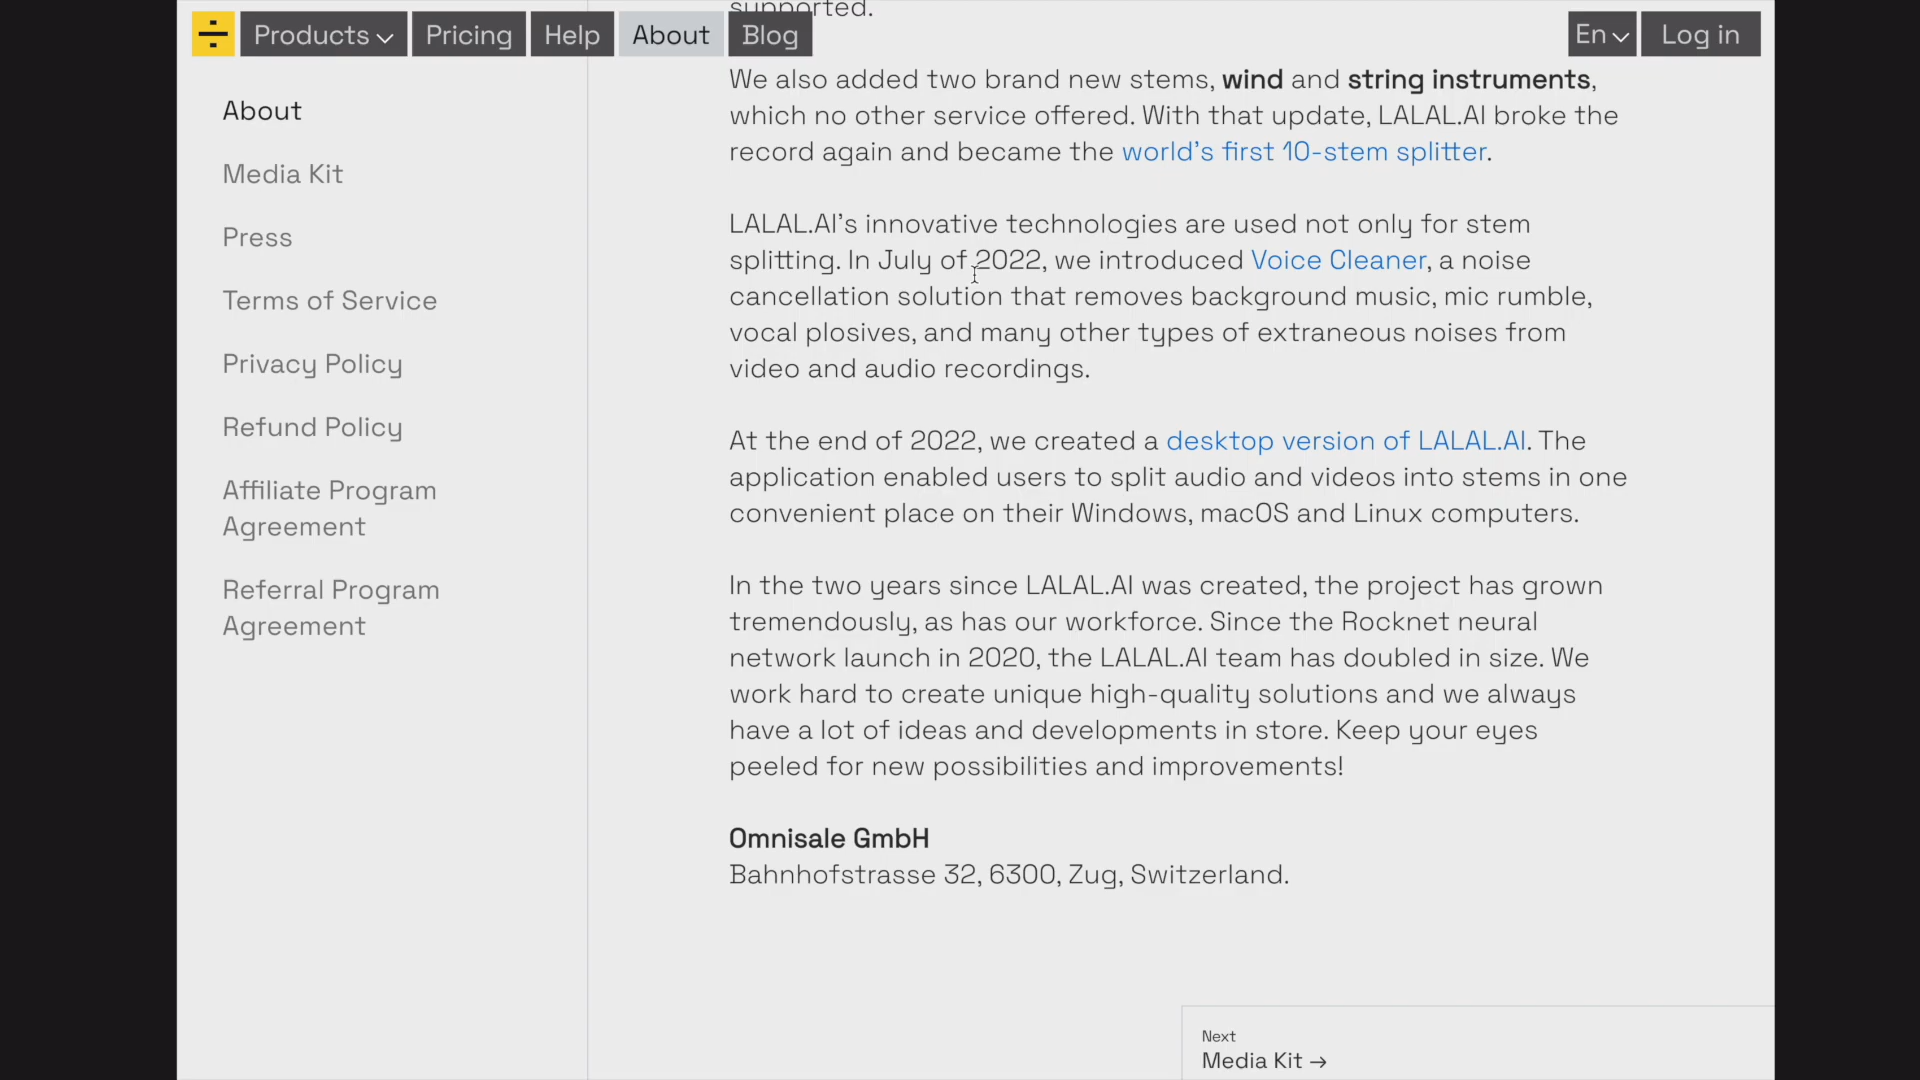 supported.
Products
Pricing
Help
About
Blog
En
Log in
About
Media Kit
Press
Terms of Service
Privacy Policy
Refund Policy
Affiliate Program
Agreement
Referral Program
Agreement
We also added two brand new stems, wind and string instruments,
which no other service offered. With that update, LALAL.AI broke the
record again and became the world's first 10-stem splitter.
LALAL.AI's innovative technologies are used not only for stem
splitting. In July of 2022, we introduced Voice Cleaner, a noise
cancellation solution that removes background music, mic rumble,
vocal plosives, and many other types of extraneous noises from
video and audio recordings.
At the end of 2022, we created a desktop version of LALAL.AI. The
application enabled users to split audio and videos into stems in one
convenient place on their Windows, macOS and Linux computers.
In the two years since LALAL.AI was created, the project has grown
tremendously, as has our workforce. Since the Rocknet neural
network launch in 2020, the LALAL.AI team has doubled in size. We
work hard to create unique high-quality solutions and we always
have a lot of ideas and developments in store. Keep your eyes
peeled for new possibilities and improvements!
Omnisale GmbH
Bahnhofstrasse 32, 6300, Zug, Switzerland.
Next
Media Kit →